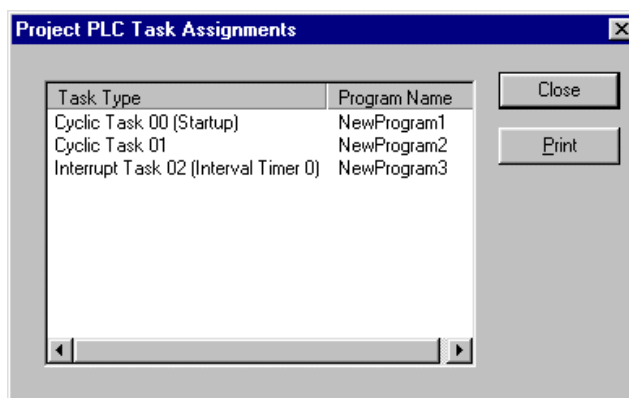 Project PLC Task Assignments
Task Type Program Name
Cyclic Task 00 (Startup) NewProgram1
Cyclic Task 01 NewProgram2
Interrupt Task 02 (Interval Timer 0) NewProgram3
Close
Print